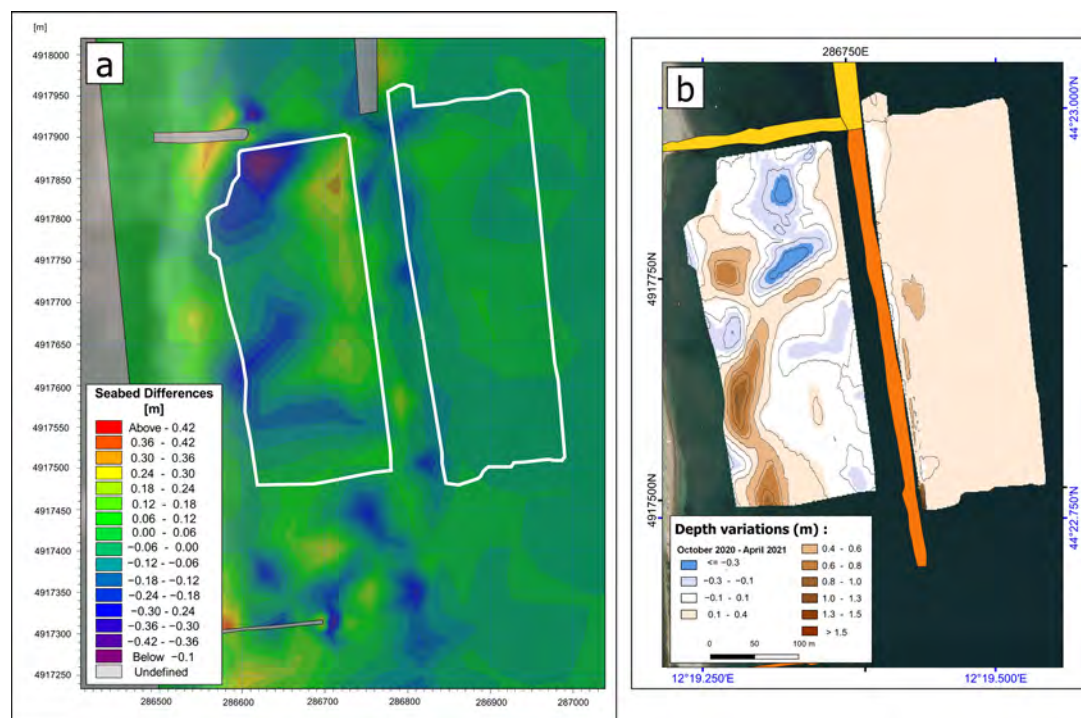 [m]
a
4918000
4917950
4917900
4917850
4917800
4917750
4917700
4917650
4917600
4917550
4917500
4917450
4917400
4917350
4917300
4917250
Seabed Differences
[m]
Above - 0.42
0.36 - 0.42
0.30 - 0.36
0.24 - 0.30
0.18 - 0.24
0.12 - 0.18
0.06 - 0.12
0.00 - 0.06
−0.06 - 0.00
−0.12 - −0.06
−0.18 - −0.12
−0.24 - −0.18
−0.30 - 0.24
−0.36 - −0.30
−0.42 - −0.36
Below −0.1
Undefined
286500
286600
286700
286800
286900
287000
b
286750E
44°23.000'N
4917750N
4917500N
44°22.750'N
Depth variations (m) :
October 2020 - April 2021
<= −0.3
−0.3 - −0.1
−0.1 - 0.1
0.1 - 0.4
0.4 - 0.6
0.6 - 0.8
0.8 - 1.0
1.0 - 1.3
1.3 - 1.5
> 1.5
0 50 100 m
12°19.250'E
12°19.500'E